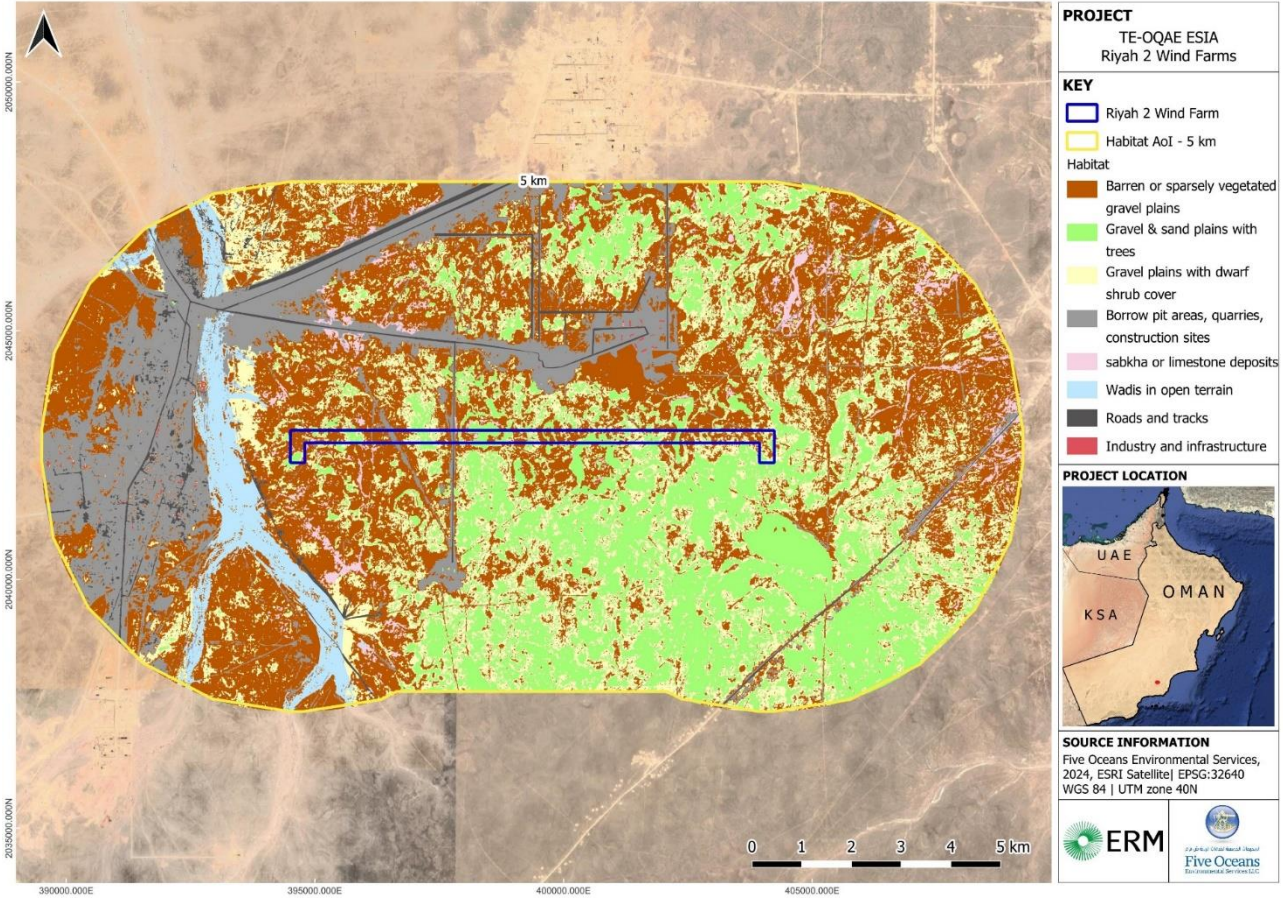 PROJECT
TE-OQAE ESIA
Riyah 2 Wind Farms
KEY
Riyah 2 Wind Farm
Habitat AoI - 5 km
Habitat
Barren or sparsely vegetated
gravel plains
Gravel & sand plains with
trees
Gravel plains with dwarf
shrub cover
Borrow pit areas, quarries,
construction sites
sabkha or limestone deposits
Wadis in open terrain
Roads and tracks
Industry and infrastructure
PROJECT LOCATION
UAE
OMAN
KSA
SOURCE INFORMATION
Five Oceans Environmental Services,
2024, ESRI Satellite| EPSG:32640
WGS 84 | UTM zone 40N
ERM
Five Oceans
Environmental Services LLC
5 km
2050000.000N
2045000.000N
2040000.000N
2035000.000N
0 1 2 3 4 5 km
390000.000E 395000.000E 400000.000E 405000.000E